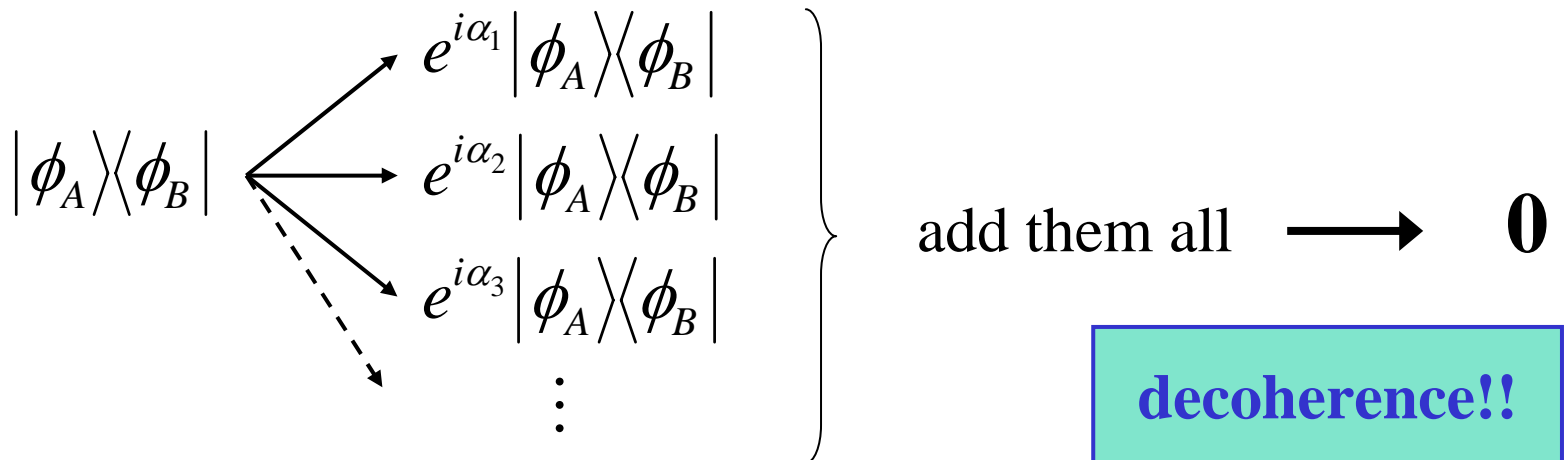 e^{iα_1}|ϕ_A⟩⟨ϕ_B|
|ϕ_A⟩⟨ϕ_B|
e^{iα_2}|ϕ_A⟩⟨ϕ_B|
e^{iα_3}|ϕ_A⟩⟨ϕ_B|
⋮
add them all ⟶ 0
decoherence!!